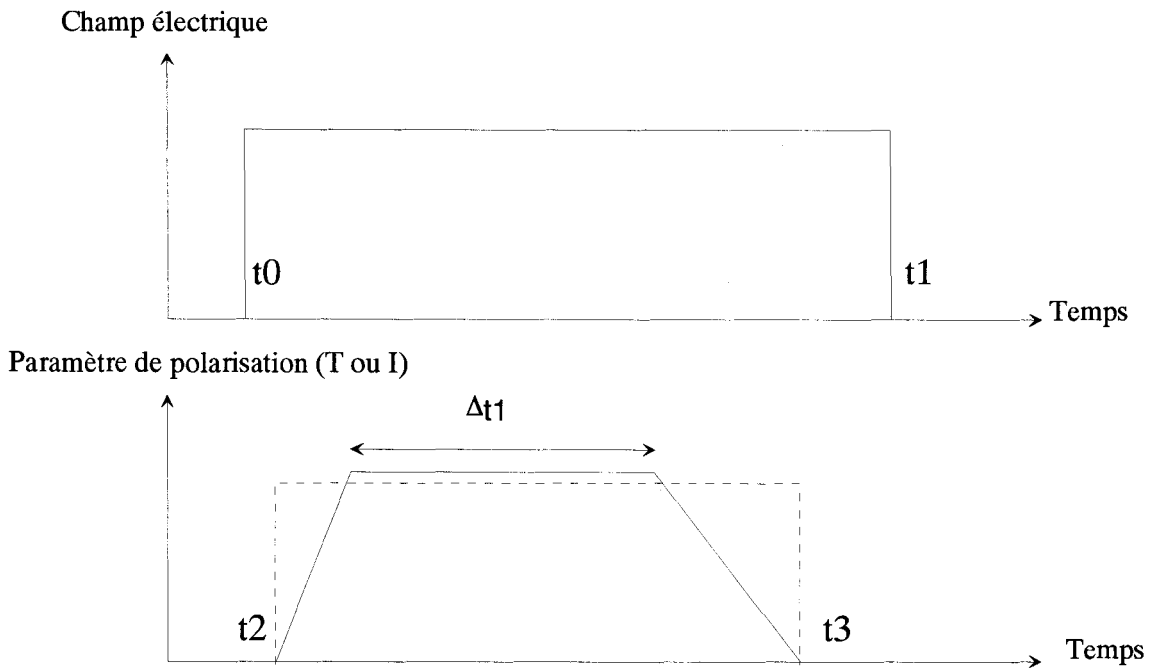 Champ électrique
t0
t1
Temps
Paramètre de polarisation (T ou I)
Δt1
t2
t3
Temps